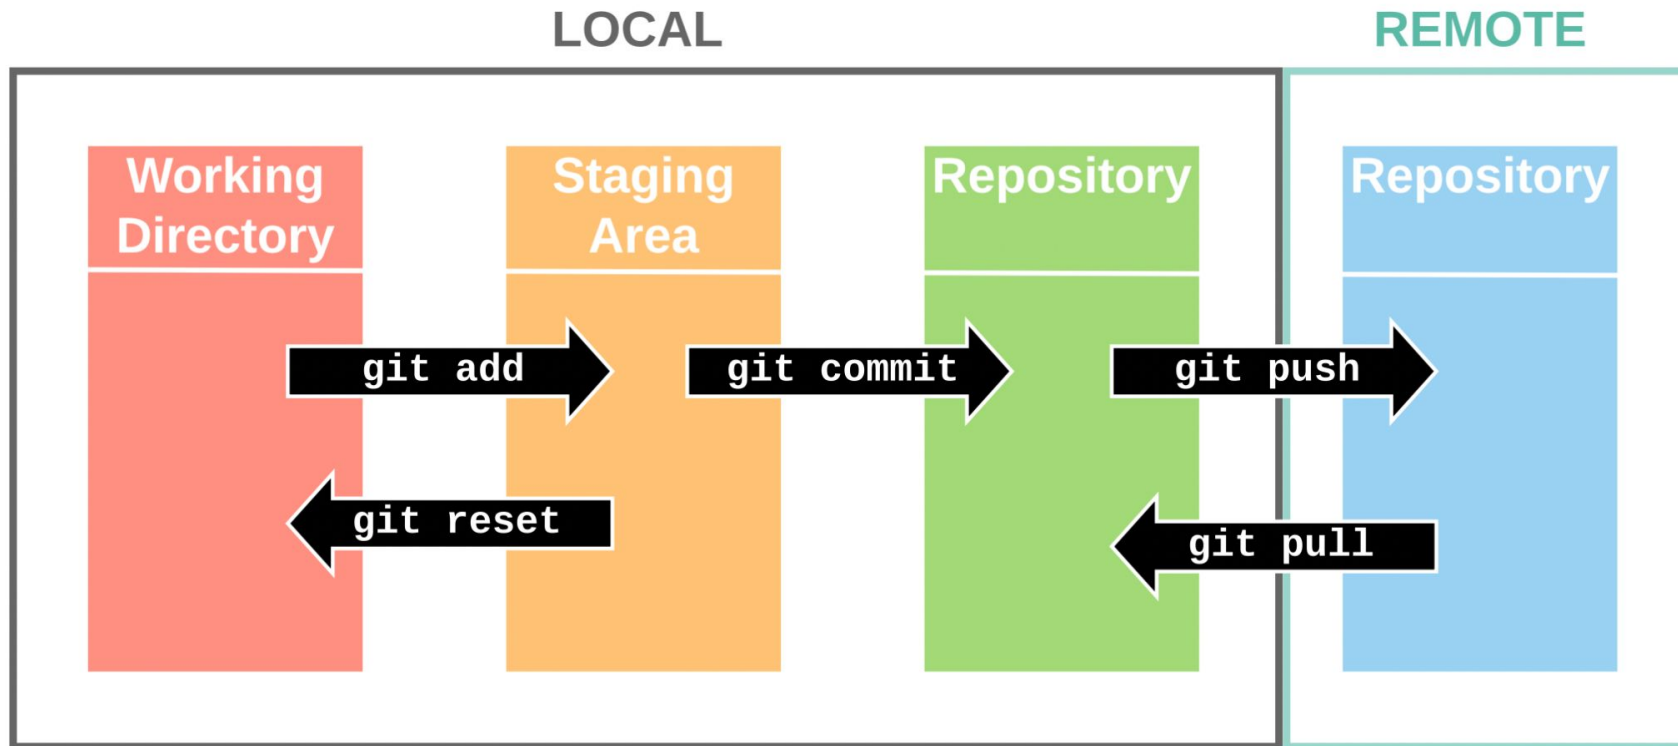 LOCAL
REMOTE
Working
Directory
Staging
Area
Repository
Repository
git add
git commit
git push
git reset
git pull